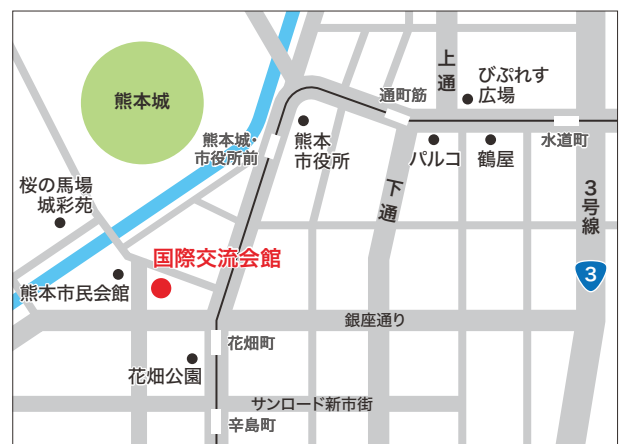 熊本城
上通
びぷれす
広場
通町筋
熊本城・
市役所前
熊本
市役所
パルコ
鶴屋
水道町
桜の馬場
城彩苑
下通
3号線
国際交流会館
3
熊本市民会館
銀座通り
花畑町
花畑公園
サンロード新市街
辛島町